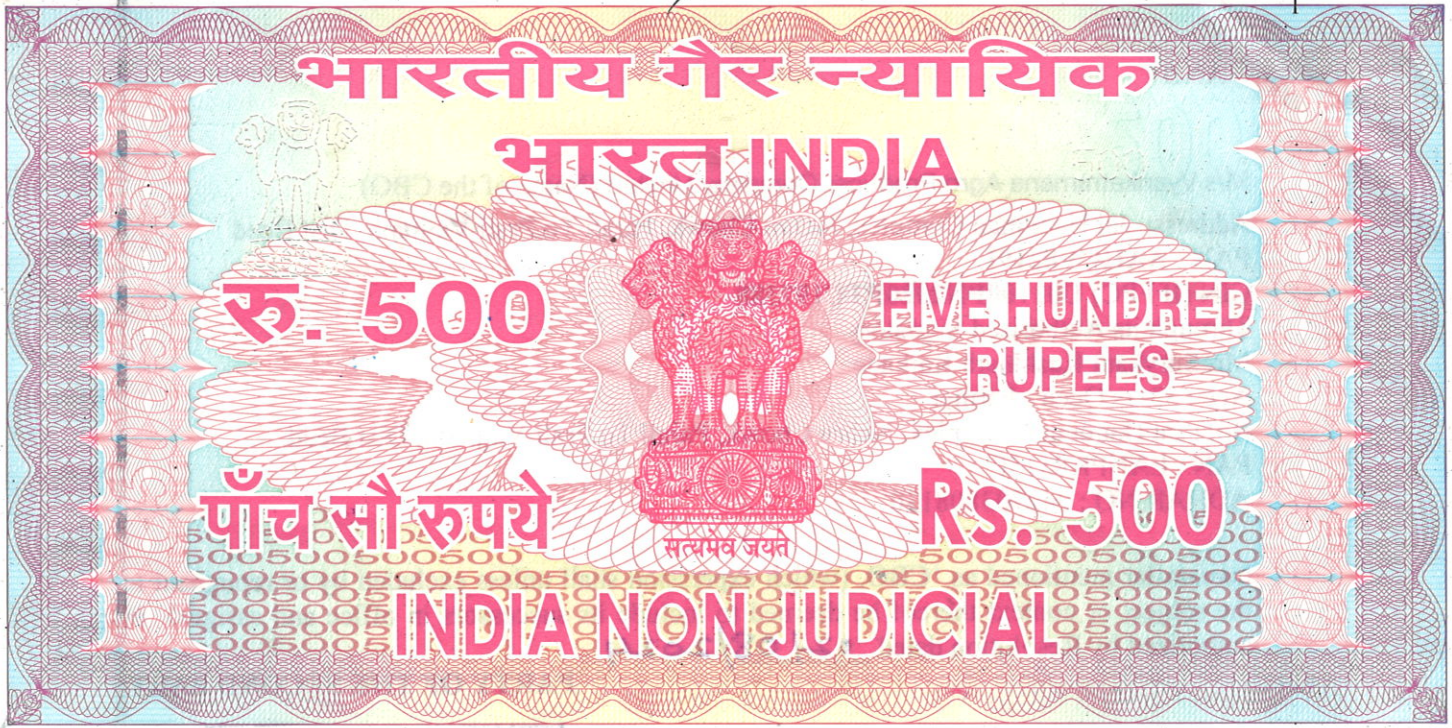 भारतीय गैर न्यायिक
भारत INDIA
रु. 500
FIVE HUNDRED
RUPEES
पाँच सौ रुपये
Rs. 500
सत्यमेव जयते
INDIA NON JUDICIAL